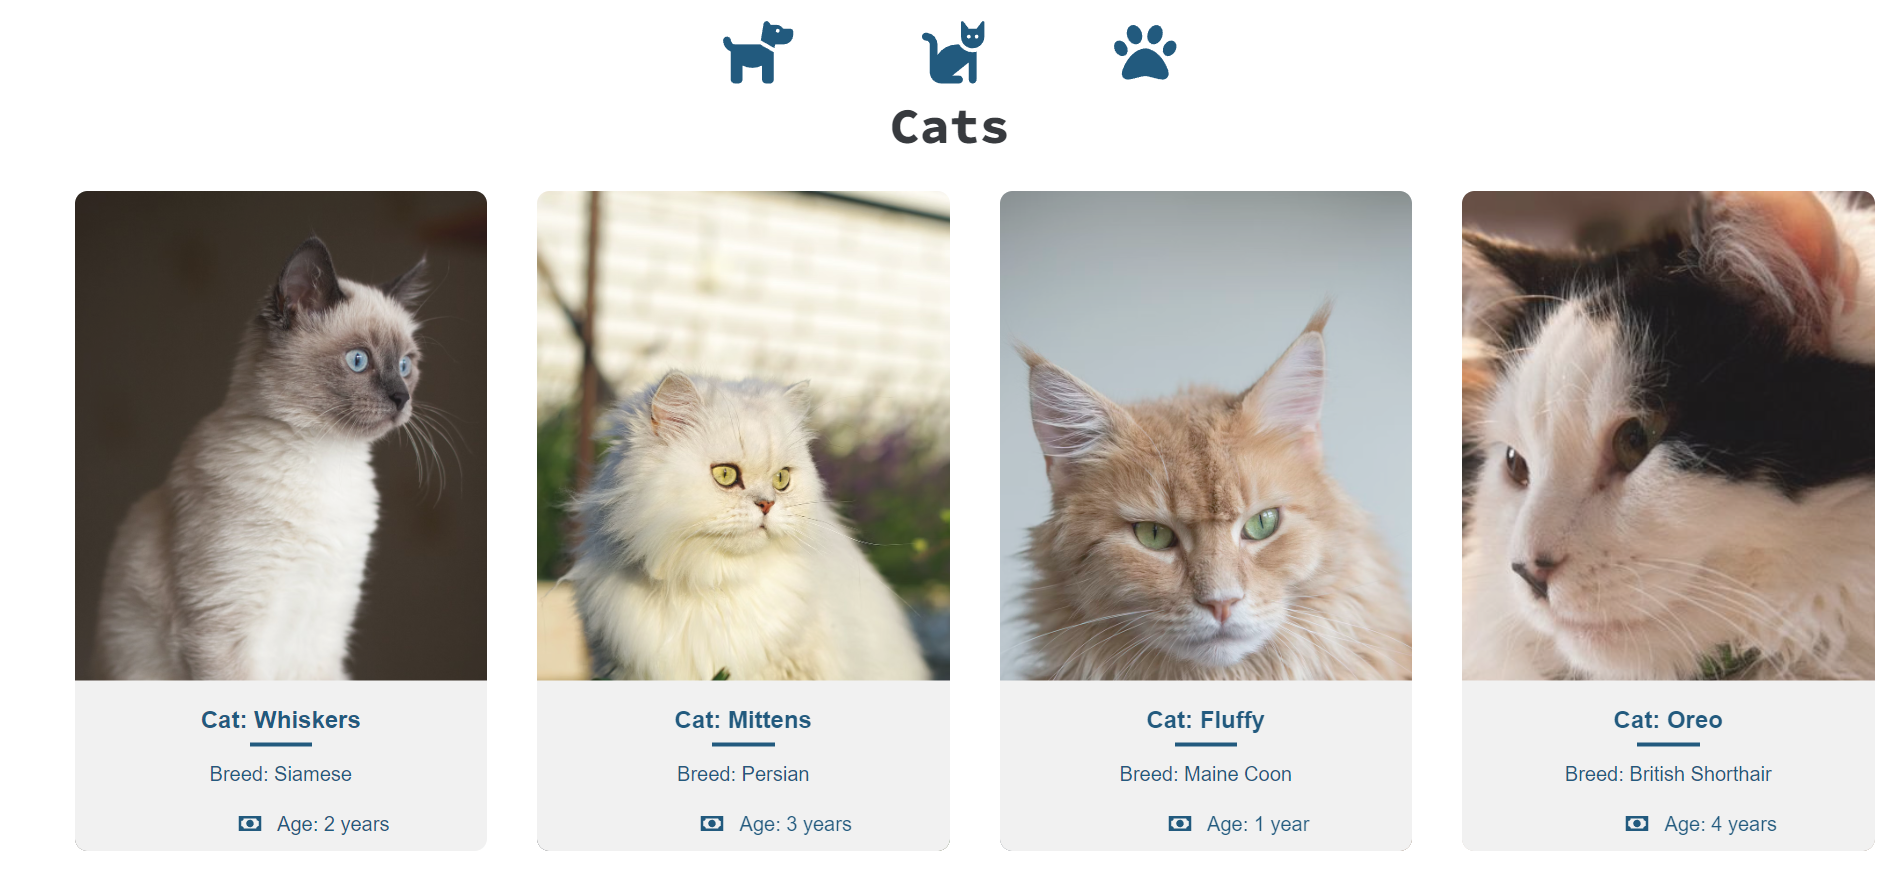 Cats
Cat: Whiskers
Breed: Siamese
Age: 2 years
Cat: Mittens
Breed: Persian
Age: 3 years
Cat: Fluffy
Breed: Maine Coon
Age: 1 year
Cat: Oreo
Breed: British Shorthair
Age: 4 years